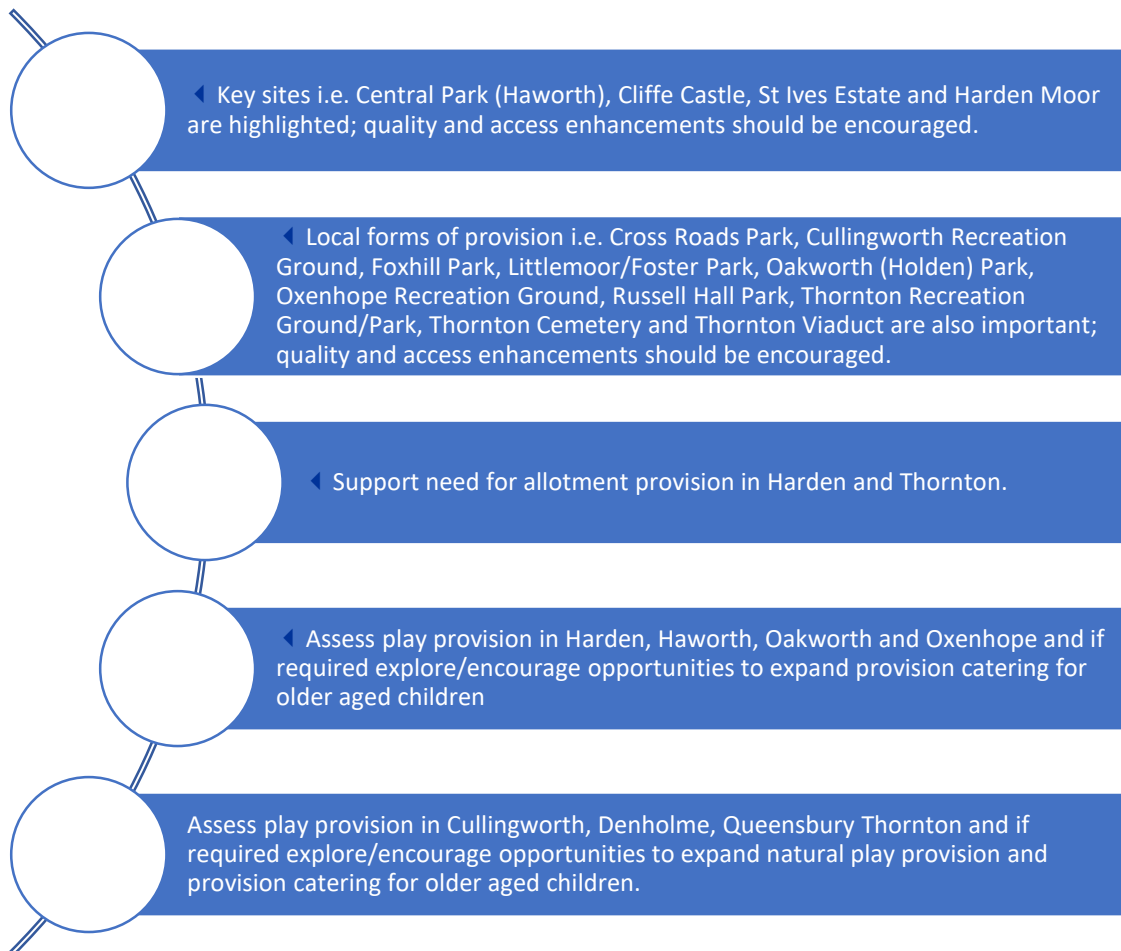 Key sites i.e. Central Park (Haworth), Cliffe Castle, St Ives Estate and Harden Moor
are highlighted; quality and access enhancements should be encouraged.
Local forms of provision i.e. Cross Roads Park, Cullingworth Recreation
Ground, Foxhill Park, Littlemoor/Foster Park, Oakworth (Holden) Park,
Oxenhope Recreation Ground, Russell Hall Park, Thornton Recreation
Ground/Park, Thornton Cemetery and Thornton Viaduct are also important;
quality and access enhancements should be encouraged.
Support need for allotment provision in Harden and Thornton.
Assess play provision in Harden, Haworth, Oakworth and Oxenhope and if
required explore/encourage opportunities to expand provision catering for
older aged children
Assess play provision in Cullingworth, Denholme, Queensbury Thornton and if
required explore/encourage opportunities to expand natural play provision and
provision catering for older aged children.